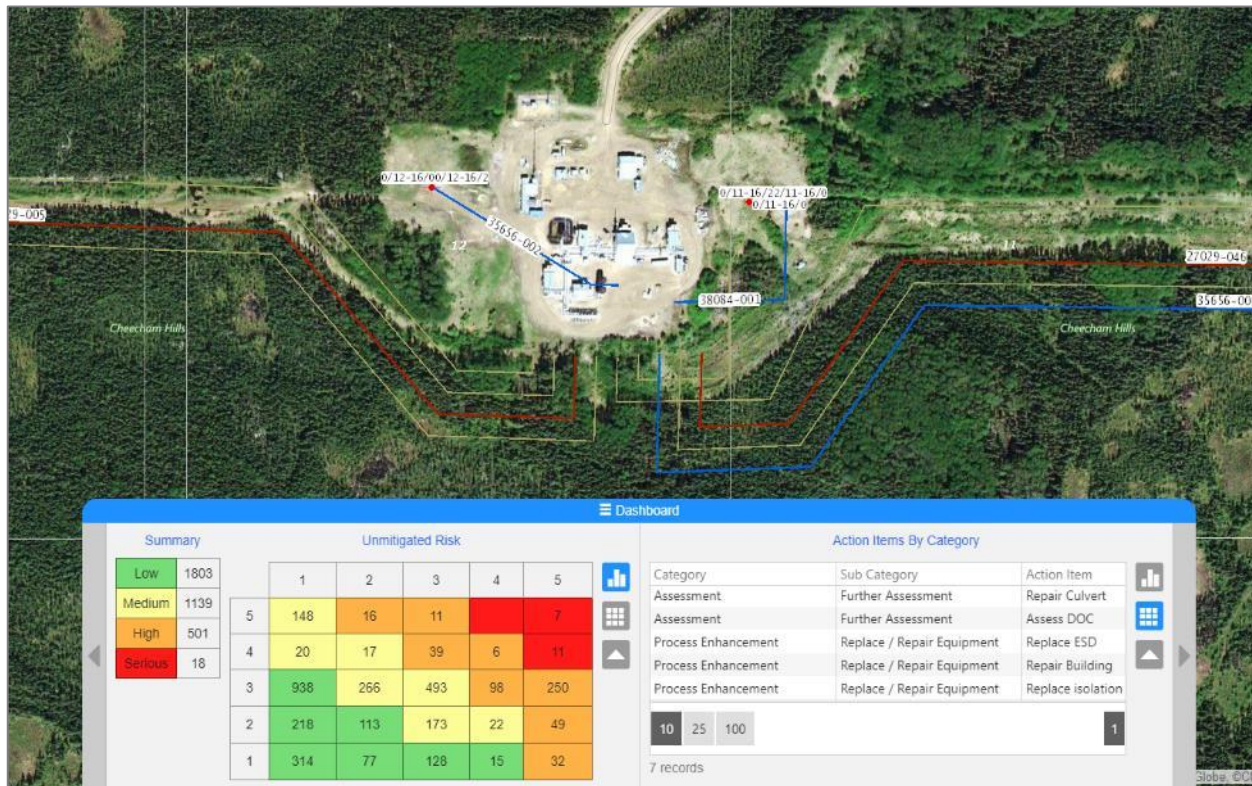 0/12-16/00/12-16/2
0/11-16/22/11-16/0
0/11-16/0
79-005
35656-002
12
11
27029-046
38084-001
35656-00
Cheecham Hills
Cheecham Hills
Dashboard
Summary
Low 1803
Medium 1139
High 501
Serious 18
Unmitigated Risk
1 2 3 4 5
5 148 16 11 7
4 20 17 39 6 11
3 938 266 493 98 250
2 218 113 173 22 49
1 314 77 128 15 32
Action Items By Category
Category Sub Category Action Item
Assessment Further Assessment Repair Culvert
Assessment Further Assessment Assess DOC
Process Enhancement Replace / Repair Equipment Replace ESD
Process Enhancement Replace / Repair Equipment Repair Building
Process Enhancement Replace / Repair Equipment Replace isolation
10 25 100 1
7 records